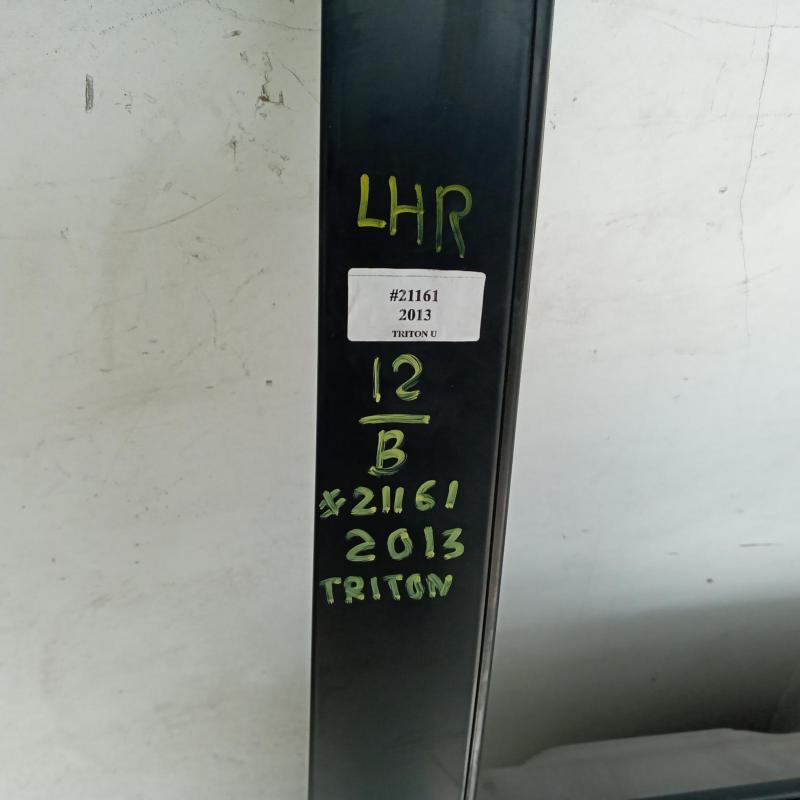 LHR
#21161
2013
TRITON U
12
B
#21161
2013
TRITON